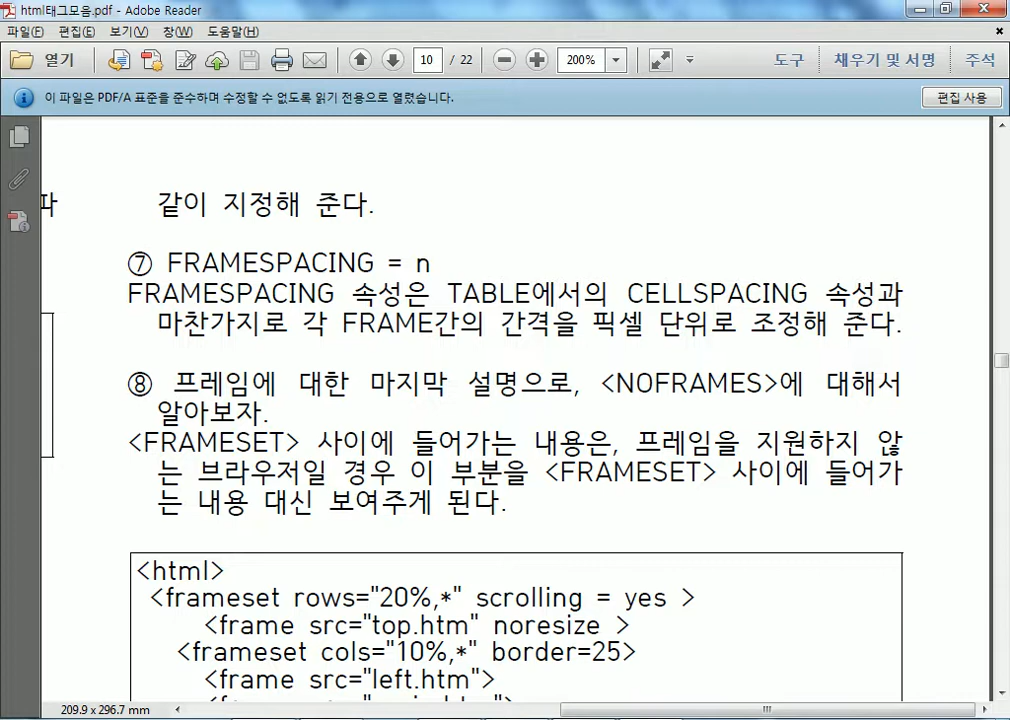 html태그모음.pdf - Adobe Reader
파일(F) 편집(E) 보기(V) 창(W) 도움말(H)
열기 10 / 22 200% 도구 채우기 및 서명 주석
이 파일은 PDF/A 표준을 준수하며 수정할 수 없도록 읽기 전용으로 열렸습니다. 편집 사용
같이 지정해 준다.
⑦ FRAMESPACING = n
FRAMESPACING 속성은 TABLE에서의 CELLSPACING 속성과
마찬가지로 각 FRAME간의 간격을 픽셀 단위로 조정해 준다.
⑧ 프레임에 대한 마지막 설명으로, <NOFRAMES>에 대해서
알아보자.
<FRAMESET> 사이에 들어가는 내용은, 프레임을 지원하지 않
는 브라우저일 경우 이 부분을 <FRAMESET> 사이에 들어가
는 내용 대신 보여주게 된다.
<html>
<frameset rows="20%,*" scrolling = yes >
<frame src="top.htm" noresize >
<frameset cols="10%,*" border=25>
<frame src="left.htm">
209.9 x 296.7 mm